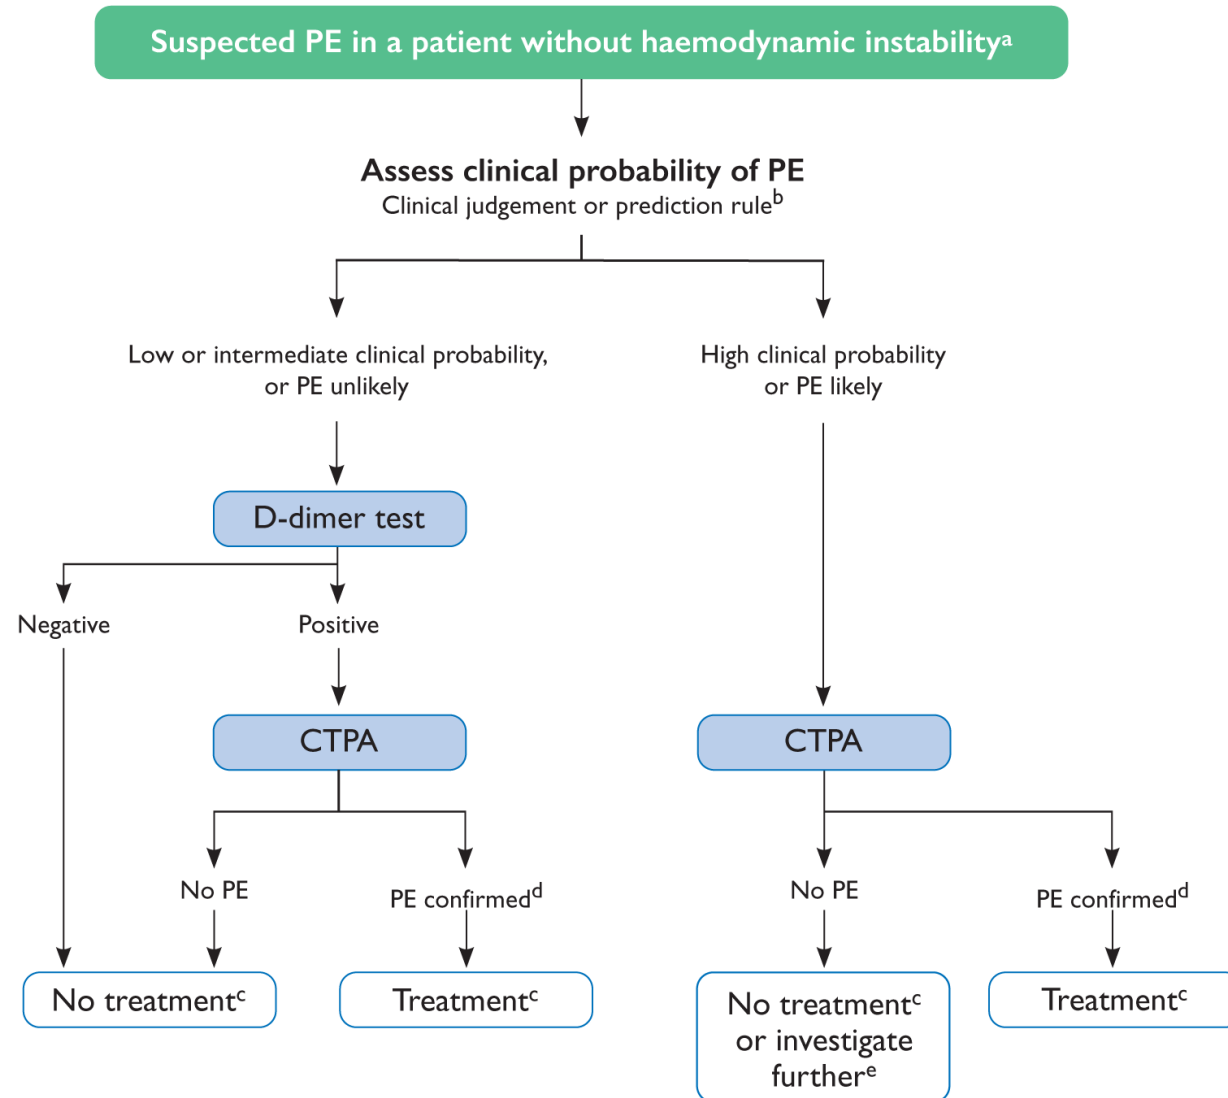 Suspected PE in a patient without haemodynamic instabilityᵃ
Assess clinical probability of PE
Clinical judgement or prediction ruleᵇ
Low or intermediate clinical probability,
or PE unlikely
High clinical probability
or PE likely
D-dimer test
Negative
Positive
CTPA
CTPA
No PE
PE confirmedᵈ
No PE
PE confirmedᵈ
No treatmentᶜ
Treatmentᶜ
No treatmentᶜ
or investigate
furtherᵉ
Treatmentᶜ